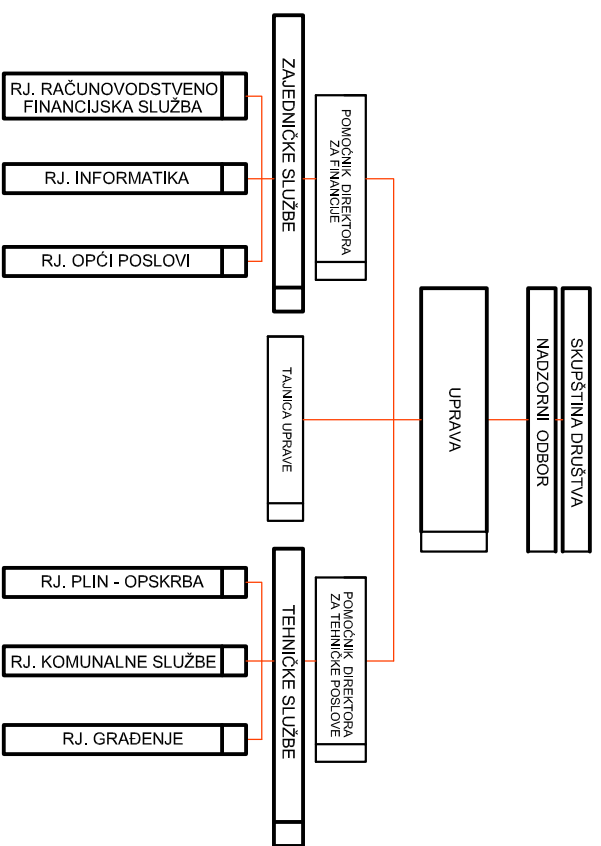 SKUPŠTINA DRUŠTVA
NADZORNI ODBOR
UPRAVA
POMOĆNIK DIREKTORA
ZA FINANCIJE
ZAJEDNIČKE SLUŽBE
RJ. RAČUNOVODSTVENO
FINANCIJSKA SLUŽBA
RJ. INFORMATIKA
RJ. OPĆI POSLOVI
TAJNICA UPRAVE
POMOĆNIK DIREKTORA
ZA TEHNIČKE POSLOVE
TEHNIČKE SLUŽBE
RJ. PLIN - OPSKRBA
RJ. KOMUNALNE SLUŽBE
RJ. GRAĐENJE